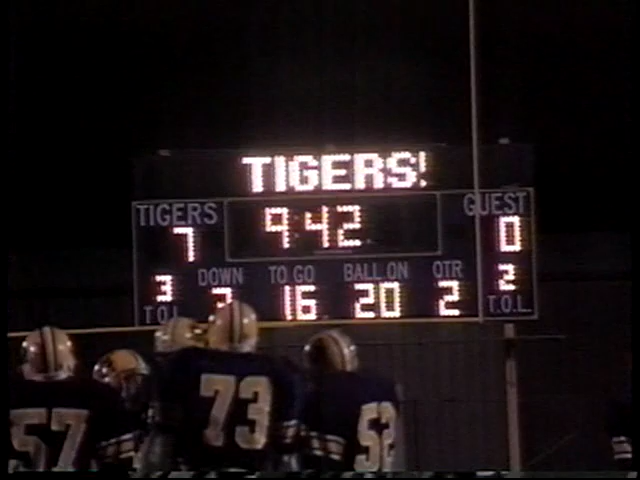 TIGERS!
TIGERS 9:42 GUEST
7 0
DOWN TO GO BALL ON QTR
3 16 20 2 2
T.O.L. T.O.L.
57 73 52